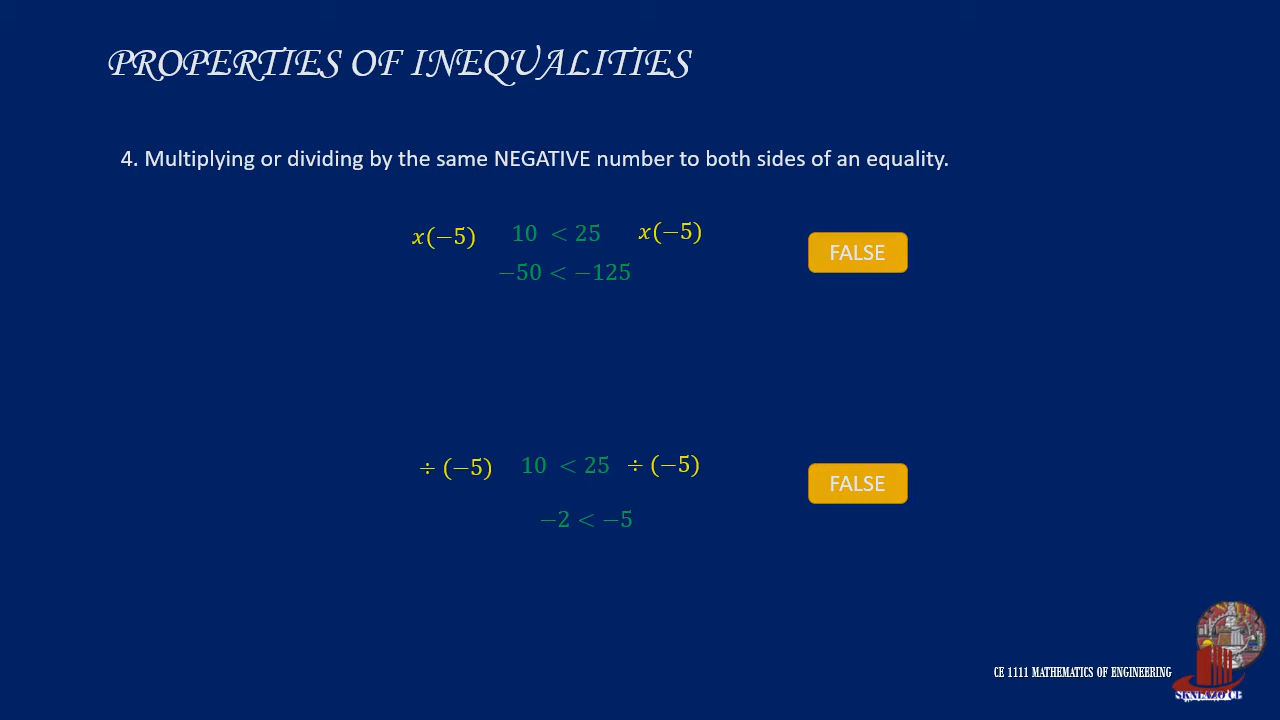 PROPERTIES OF INEQUALITIES
4. Multiplying or dividing by the same NEGATIVE number to both sides of an equality.
x(−5) 10 < 25 x(−5)
FALSE
−50 < −125
÷ (−5) 10 < 25 ÷ (−5)
FALSE
−2 < −5
CE 1111 MATHEMATICS OF ENGINEERING